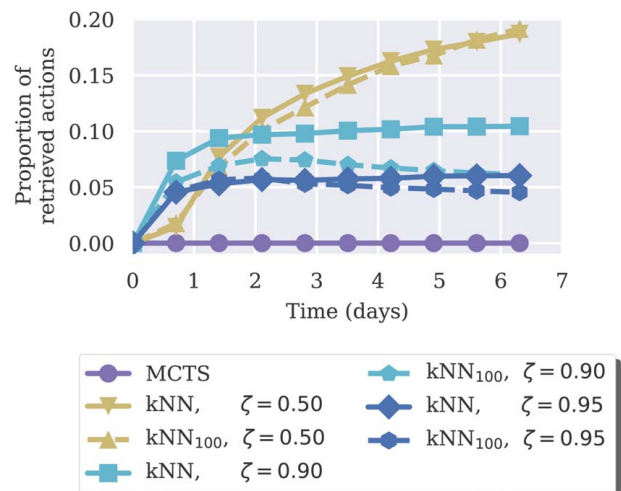 0.20
0.15
0.10
0.05
0.00
Proportion of
retrieved actions
0 1 2 3 4 5 6 7
Time (days)
MCTS
kNN, ζ = 0.50
kNN₁₀₀, ζ = 0.50
kNN, ζ = 0.90
kNN₁₀₀, ζ = 0.90
kNN, ζ = 0.95
kNN₁₀₀, ζ = 0.95